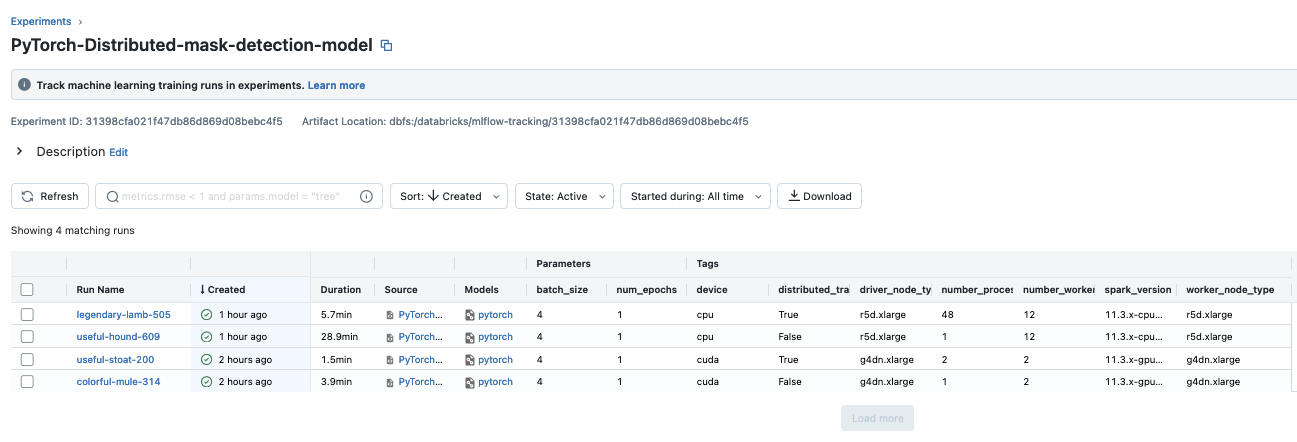 Experiments ›
PyTorch-Distributed-mask-detection-model
Track machine learning training runs in experiments. Learn more
Experiment ID: 31398cfa021f47db86d869d08bebc4f5 Artifact Location: dbfs:/databricks/mlflow-tracking/31398cfa021f47db86d869d08bebc4f5
Description Edit
Refresh metrics.rmse < 1 and params.model = "tree" Sort: ↓ Created State: Active Started during: All time Download
Showing 4 matching runs
Parameters Tags
Run Name ↓ Created Duration Source Models batch_size num_epochs device distributed_tra driver_node_ty number_proces number_worker spark_version worker_node_type
legendary-lamb-505 1 hour ago 5.7min PyTorch... pytorch 4 1 cpu True r5d.xlarge 48 12 11.3.x-cpu... r5d.xlarge
useful-hound-609 1 hour ago 28.9min PyTorch... pytorch 4 1 cpu False r5d.xlarge 1 12 11.3.x-cpu... r5d.xlarge
useful-stoat-200 2 hours ago 1.5min PyTorch... pytorch 4 1 cuda True g4dn.xlarge 2 2 11.3.x-gpu... g4dn.xlarge
colorful-mule-314 2 hours ago 3.9min PyTorch... pytorch 4 1 cuda False g4dn.xlarge 1 2 11.3.x-gpu... g4dn.xlarge
Load more